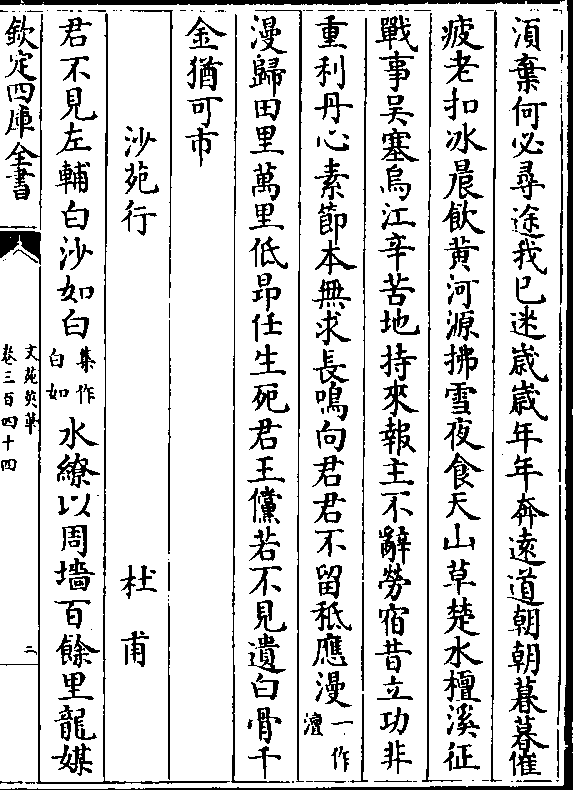 湏棄何必尋途我已迷歲歲年年奔遠道朝朝暮暮催
疲老扣冰晨飲黄河源拂雪夜食天山草楚水檀溪征
戰事吴塞烏江辛苦地持來報主不辭勞宿昔立功非
重利丹心素節本無求長鳴向君君不留秪應漫一作澶
漫歸田里萬里低昂任生死君王儻若不見遺白骨千
金猶可市
沙苑行
杜甫
君不見左輔白沙如白集作白如水繚以周墻百餘里龍媒
欽定四庫全書
文苑英華
卷三百四十四
二